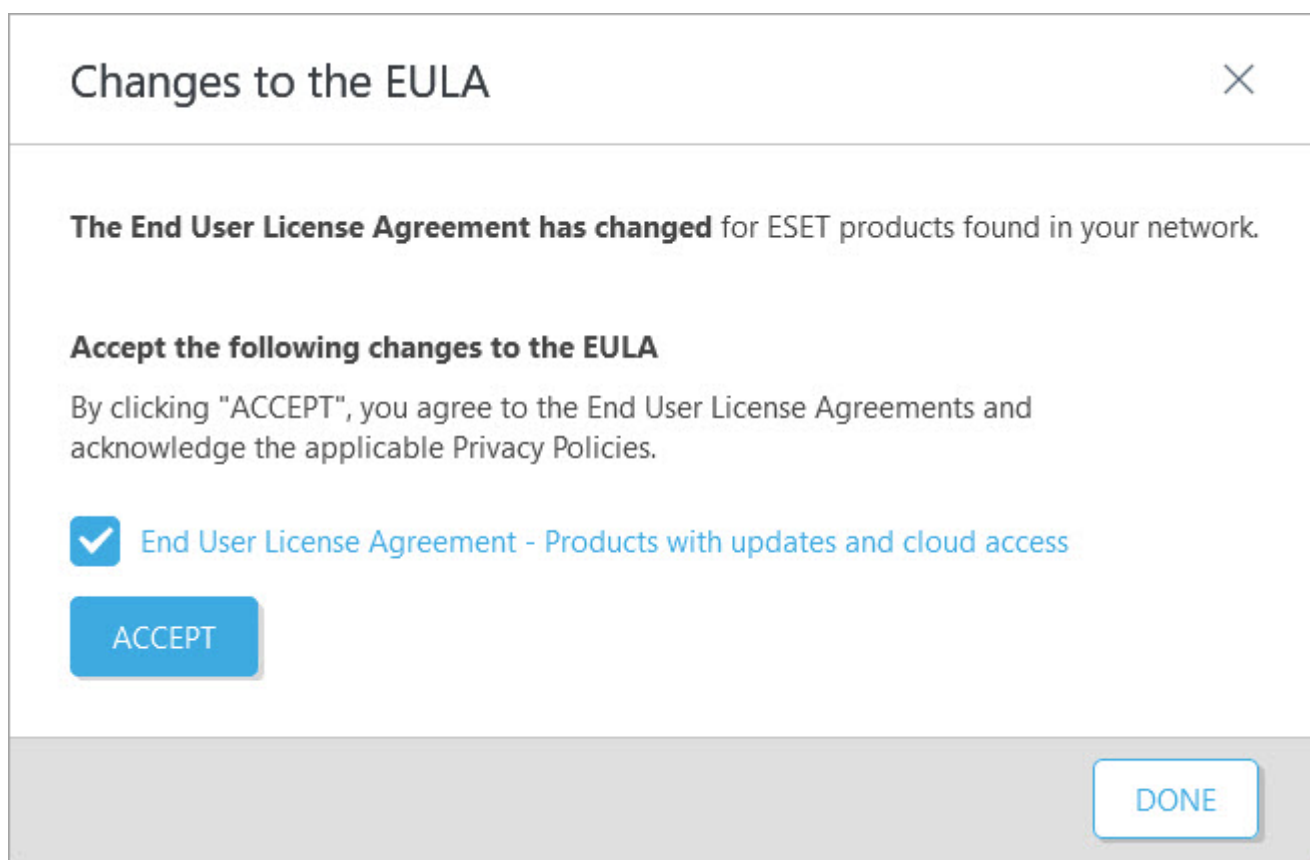 Changes to the EULA
The End User License Agreement has changed for ESET products found in your network.
Accept the following changes to the EULA
By clicking "ACCEPT", you agree to the End User License Agreements and
acknowledge the applicable Privacy Policies.
End User License Agreement - Products with updates and cloud access
ACCEPT
DONE